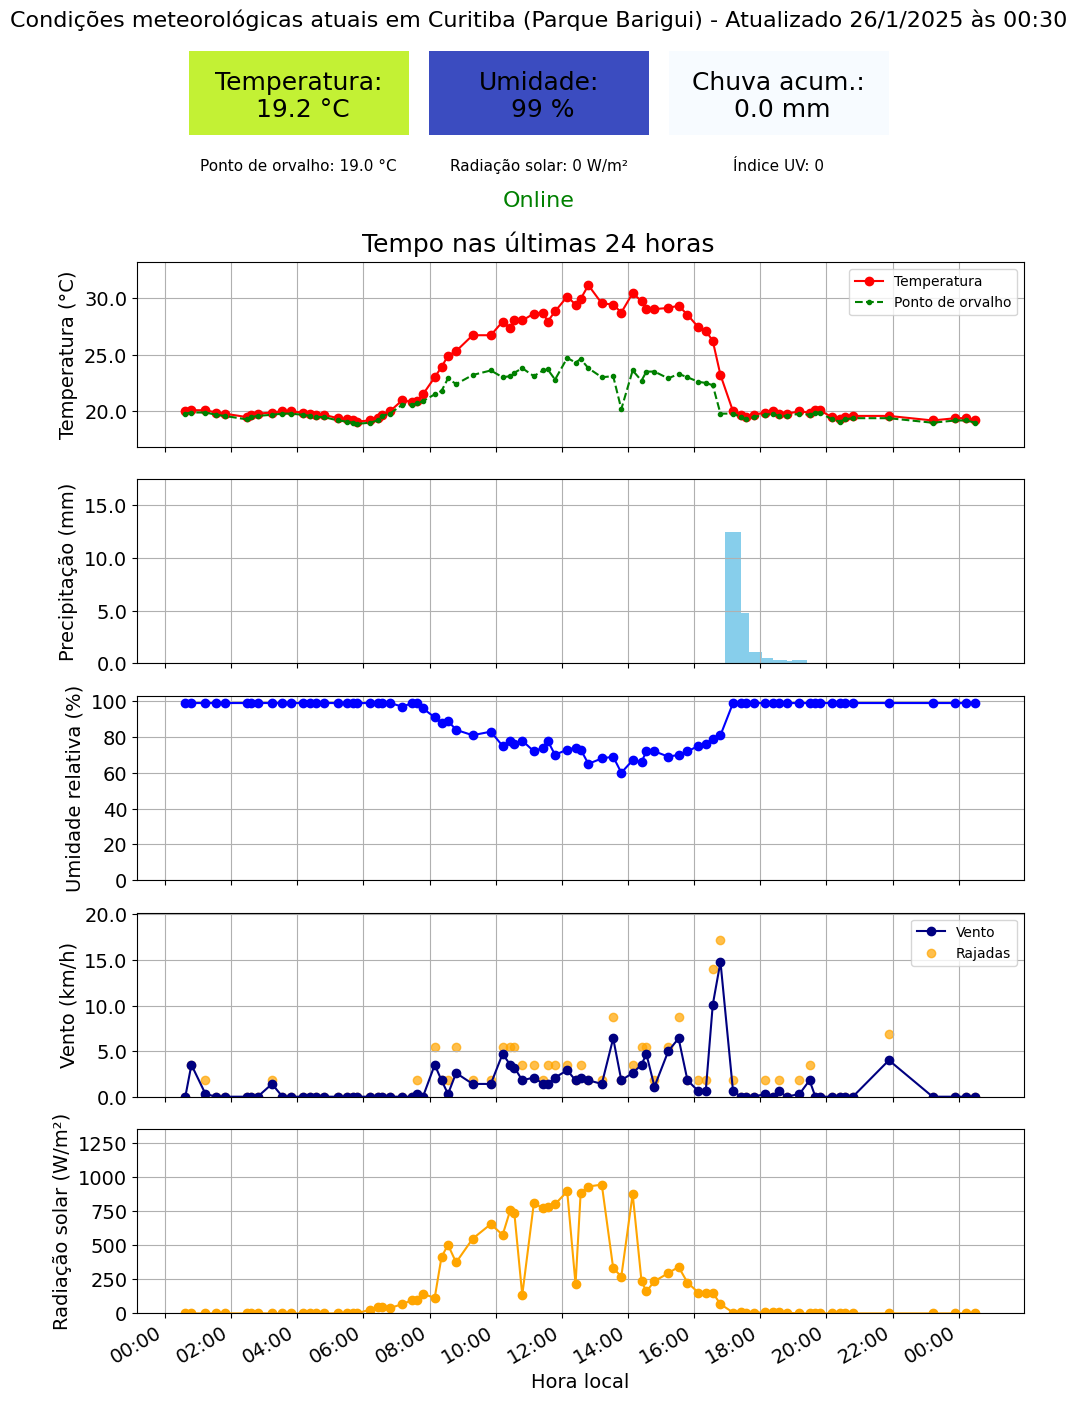 Condições meteorológicas atuais em Curitiba (Parque Barigui) - Atualizado 26/1/2025 às 00:30
Temperatura:
19.2 °C
Umidade:
99 %
Chuva acum.:
0.0 mm
Ponto de orvalho: 19.0 °C
Radiação solar: 0 W/m²
Índice UV: 0
Online
Tempo nas últimas 24 horas
Temperatura (°C)
30.0
25.0
20.0
Temperatura
Ponto de orvalho
Precipitação (mm)
15.0
10.0
5.0
0.0
Umidade relativa (%)
100
80
60
40
20
0
Vento (km/h)
20.0
15.0
10.0
5.0
0.0
Vento
Rajadas
Radiação solar (W/m²)
1250
1000
750
500
250
0
00:00 02:00 04:00 06:00 08:00 10:00 12:00 14:00 16:00 18:00 20:00 22:00 00:00
Hora local